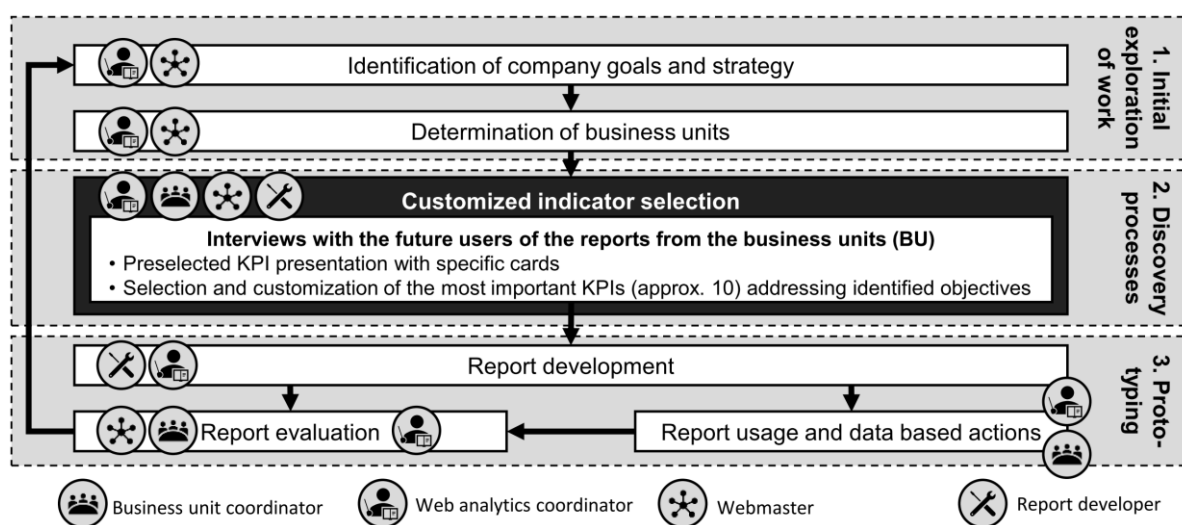 Identification of company goals and strategy
Determination of business units
1. Initial
exploration
of work
Customized indicator selection
Interviews with the future users of the reports from the business units (BU)
• Preselected KPI presentation with specific cards
• Selection and customization of the most important KPIs (approx. 10) addressing identified objectives
2. Discovery
processes
Report development
Report evaluation
Report usage and data based actions
3. Proto-
typing
Business unit coordinator
Web analytics coordinator
Webmaster
Report developer